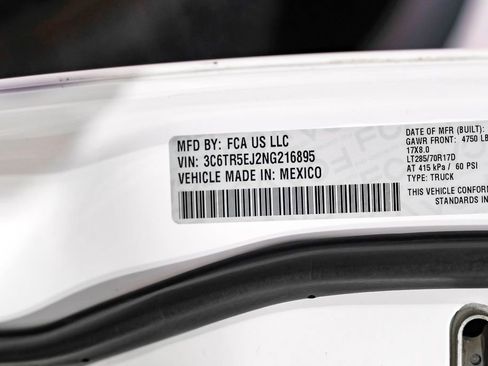 MFD BY: FCA US LLC
VIN: 3C6TR5EJ2NG216895
VEHICLE MADE IN: MEXICO
DATE OF MFR (BUILT):
GAWR FRONT: 4750 LB
17X8.0
LT285/70R17D
AT 415 kPa / 60 PSI
TYPE: TRUCK
THIS VEHICLE CONFORM
STANDARDS IN